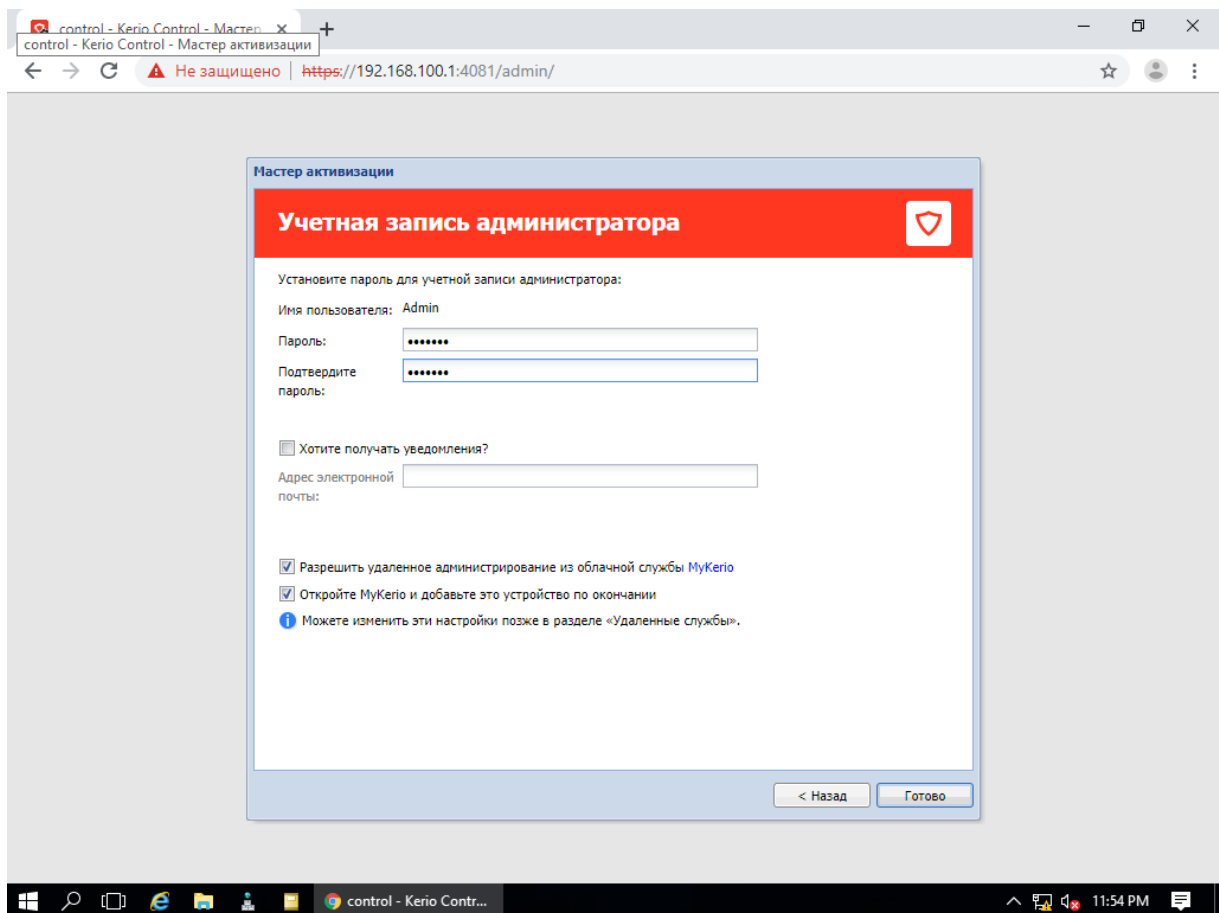 control - Kerio Control - Мастер
control - Kerio Control - Мастер активизации
Не защищено | https://192.168.100.1:4081/admin/
Мастер активизации
Учетная запись администратора
Установите пароль для учетной записи администратора:
Имя пользователя: Admin
Пароль: •••••••
Подтвердите •••••••
пароль:
Хотите получать уведомления?
Адрес электронной
почты:
Разрешить удаленное администрирование из облачной службы MyKerio
Откройте MyKerio и добавьте это устройство по окончании
Можете изменить эти настройки позже в разделе «Удаленные службы».
< Назад Готово
control - Kerio Contr... 11:54 PM